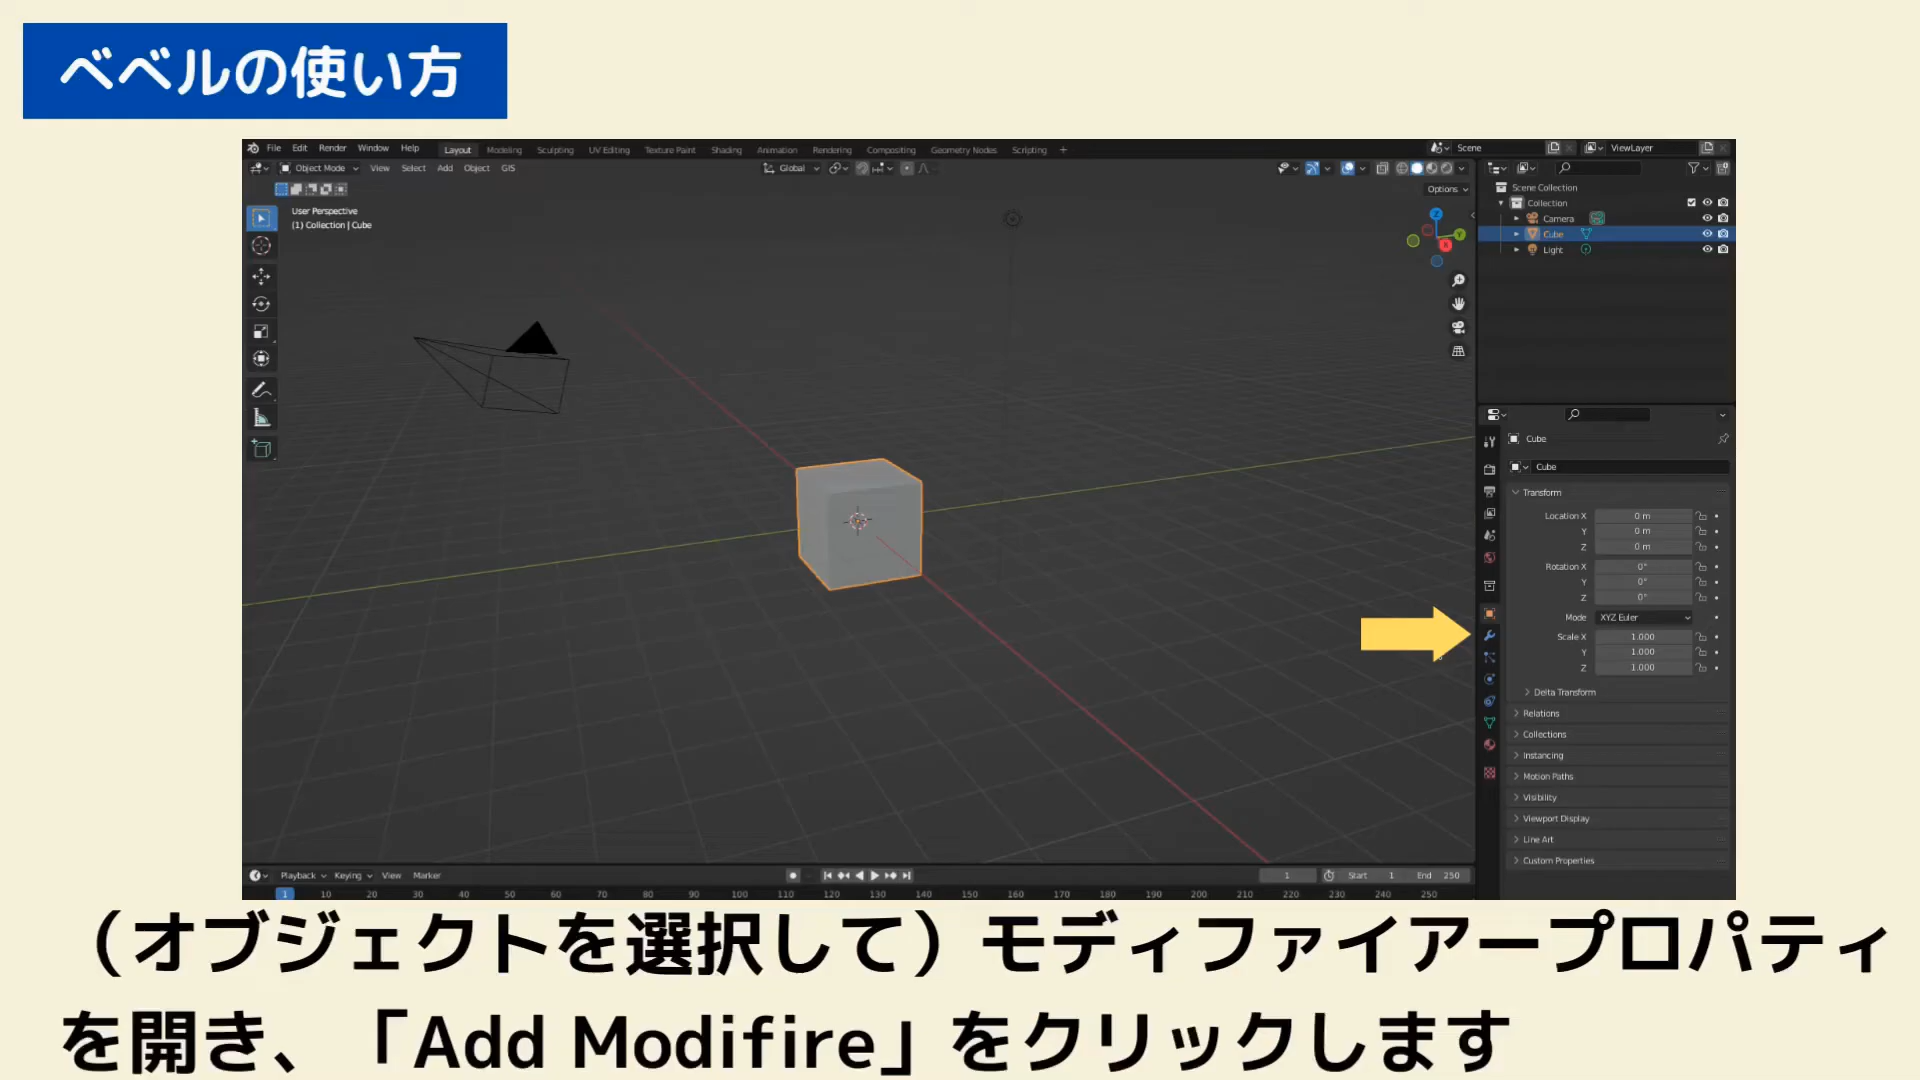 ベベルの使い方
File Edit Render Window Help Layout Modeling Sculpting UV Editing Texture Paint Shading Animation Rendering Compositing Geometry Nodes Scripting + Scene ViewLayer
Object Mode View Select Add Object GIS Global
Options
User Perspective
(1) Collection | Cube
Z
Y
X
Scene Collection
Collection
Camera
Cube
Light
Cube
Cube
Transform
Location X 0 m
Y 0 m
Z 0 m
Rotation X 0°
Y 0°
Z 0°
Mode XYZ Euler
Scale X 1.000
Y 1.000
Z 1.000
Delta Transform
Relations
Collections
Instancing
Motion Paths
Visibility
Viewport Display
Line Art
Custom Properties
Playback Keying View Marker 1 Start 1 End 250
1 10 20 30 40 50 60 70 80 90 100 110 120 130 140 150 160 170 180 190 200 210 220 230 240 250
（オブジェクトを選択して）モディファイアープロパティ
を開き、「Add Modifire」をクリックします